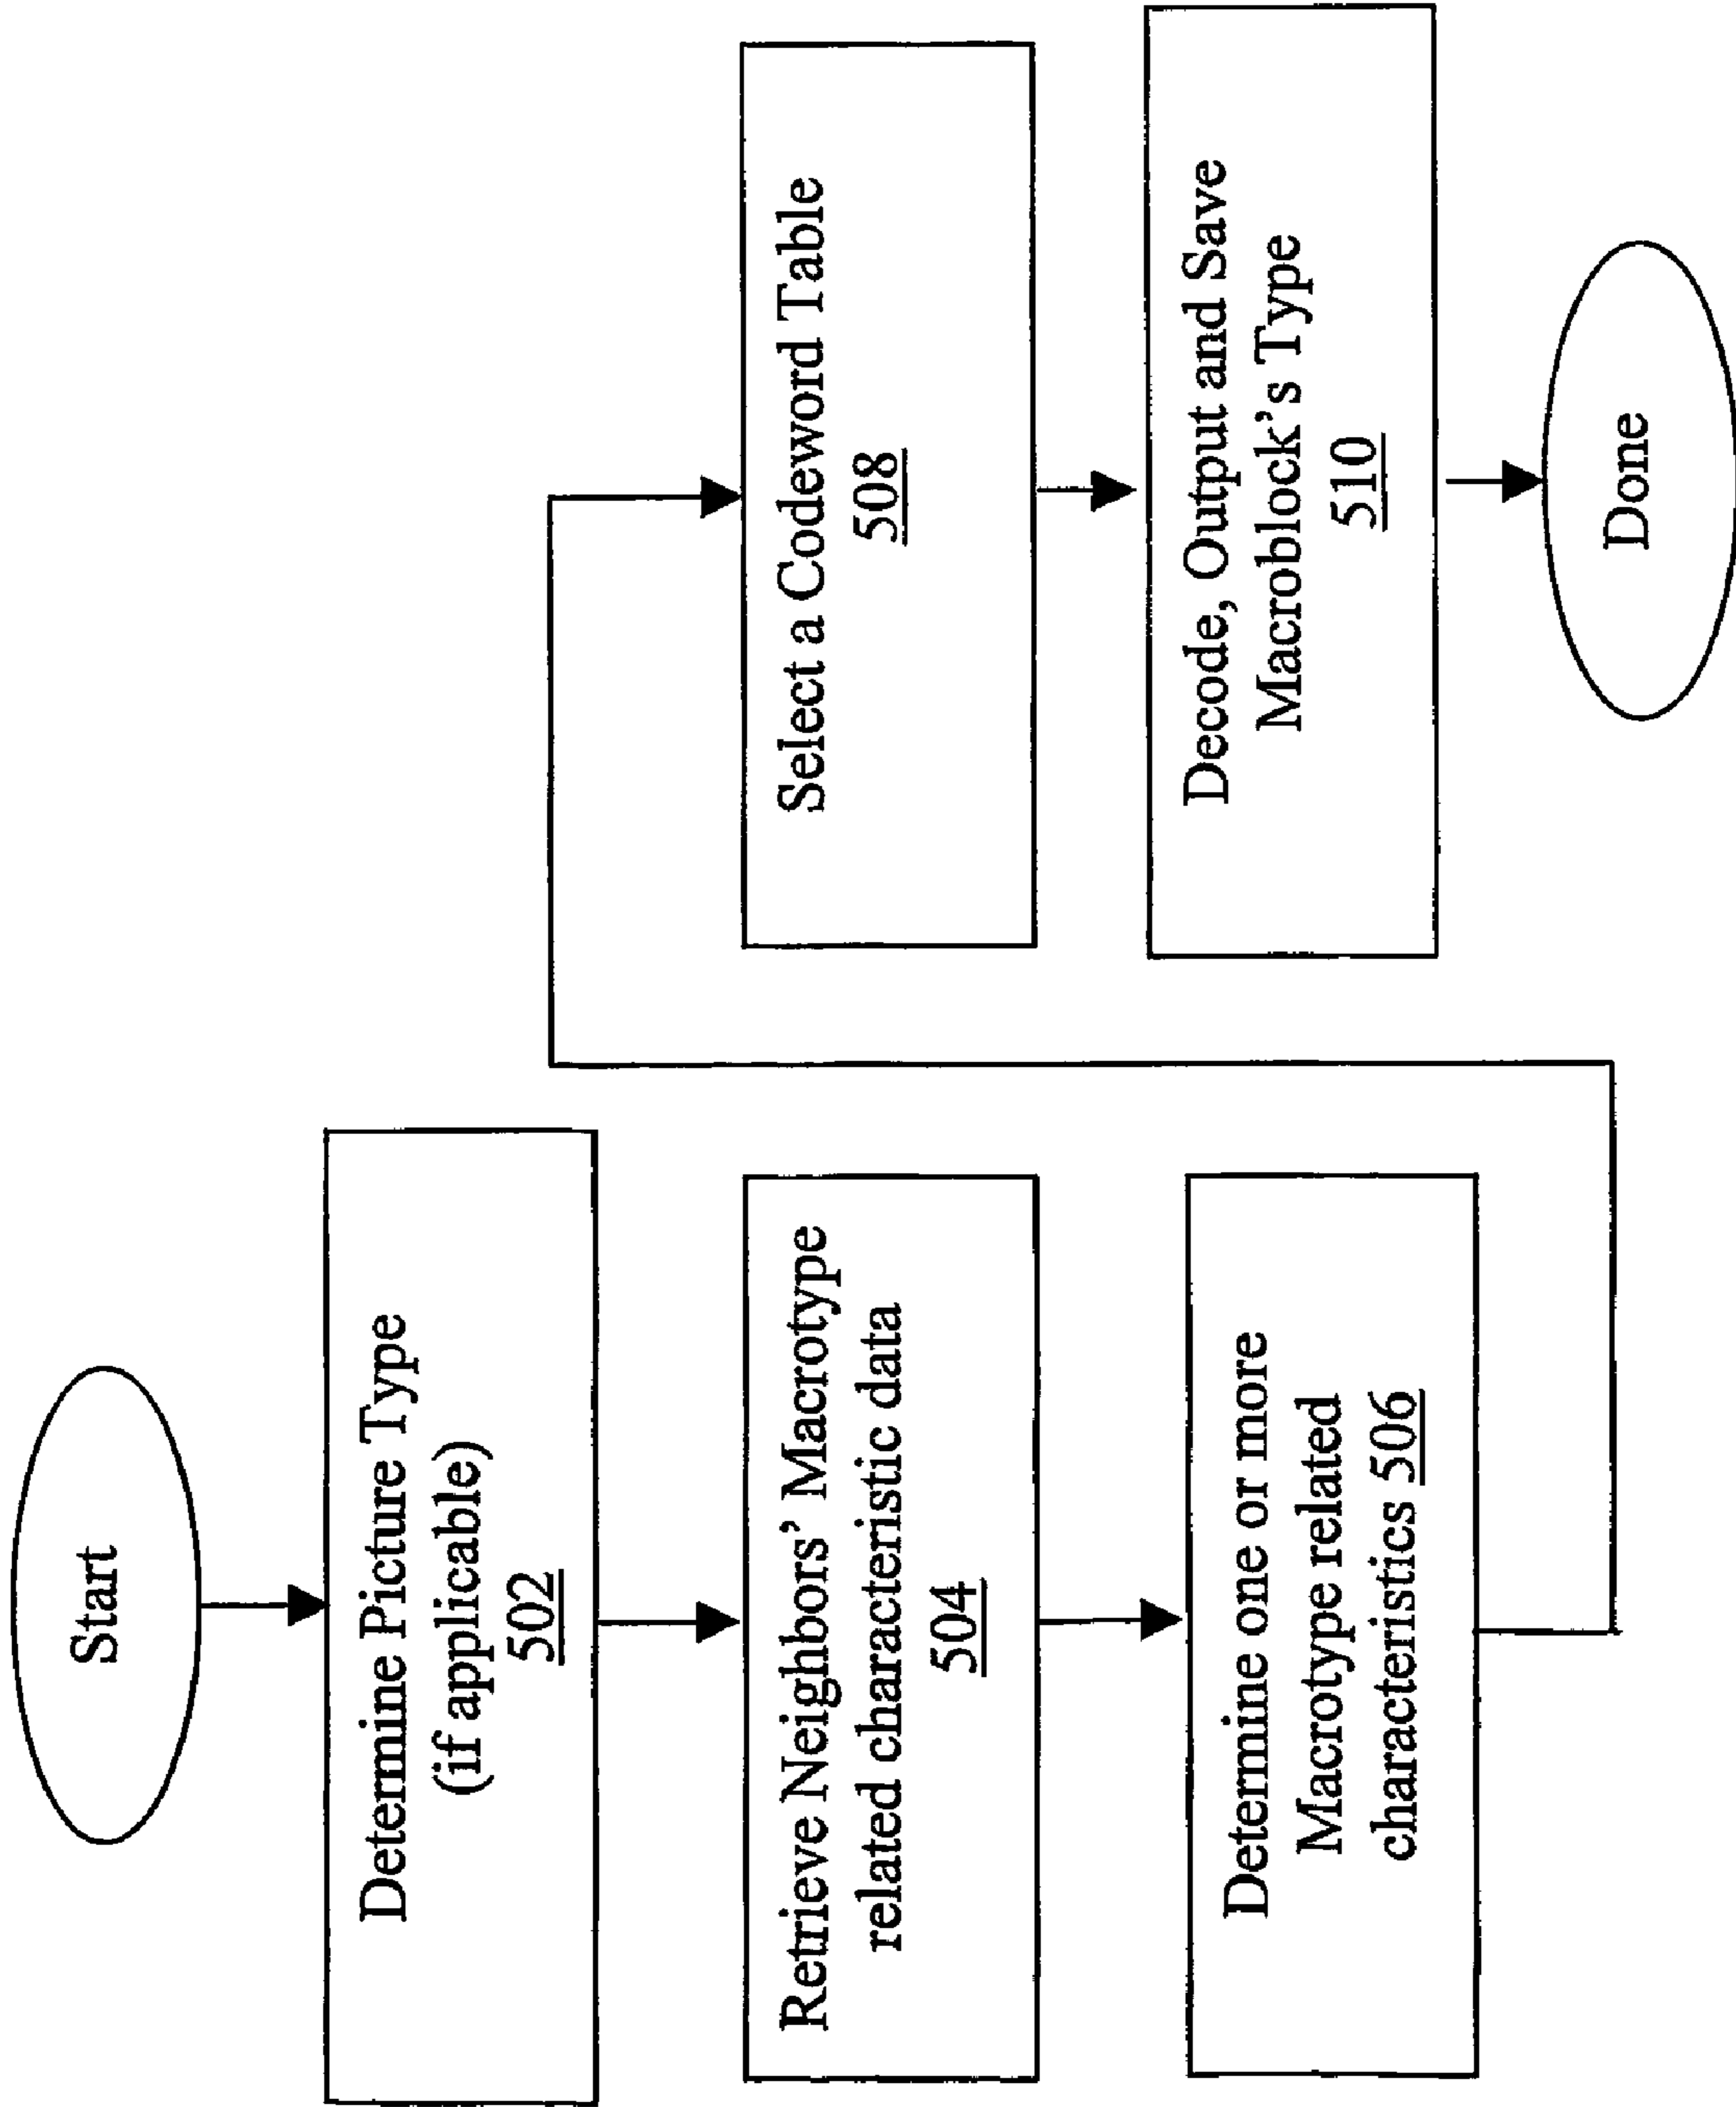 Start
Determine Picture Type
(if applicable)
502
Retrieve Neighbors' Macrotype
related characteristic data
504
Determine one or more
Macrotype related
characteristics 506
Select a Codeword Table
508
Decode, Output and Save
Macroblock's Type
510
Done